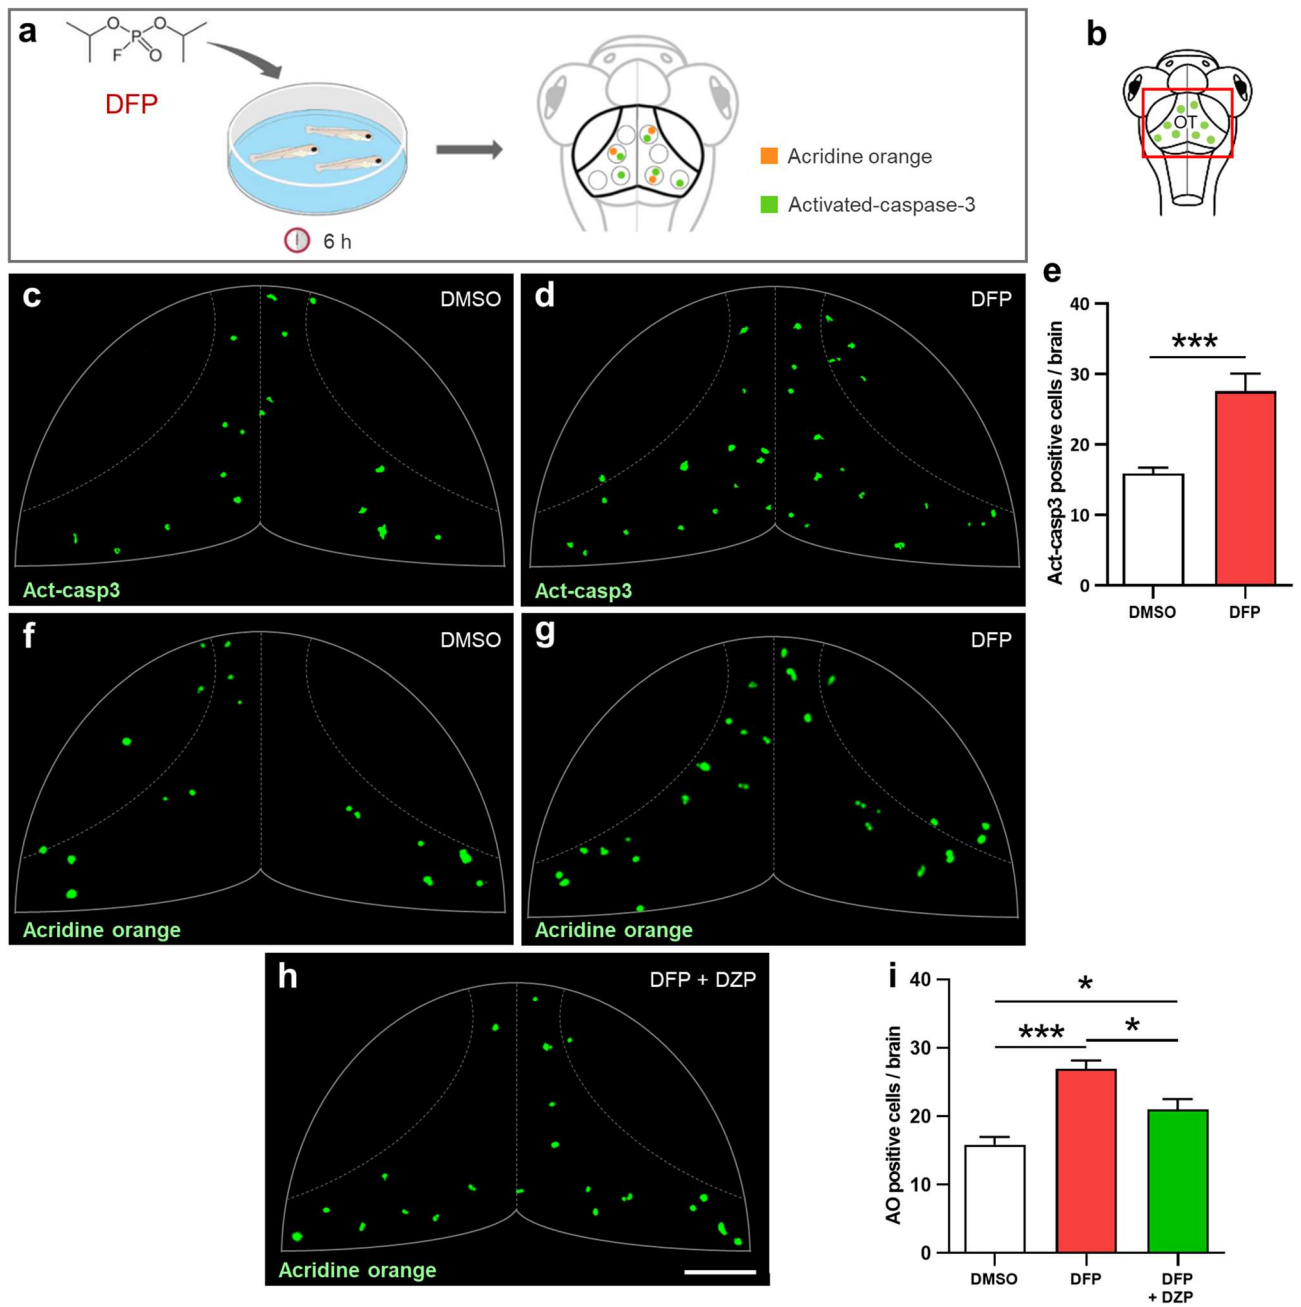 a
O O
P
F O
DFP
6 h
Acridine orange
Activated-caspase-3
b
OT
c
DMSO
Act-casp3
d
DFP
Act-casp3
e
Act-casp3 positive cells / brain
40
30
20
10
0
***
DMSO
DFP
f
DMSO
Acridine orange
g
DFP
Acridine orange
h
DFP + DZP
Acridine orange
i
AO positive cells / brain
40
30
20
10
0
*
***
*
DMSO
DFP
DFP
+ DZP